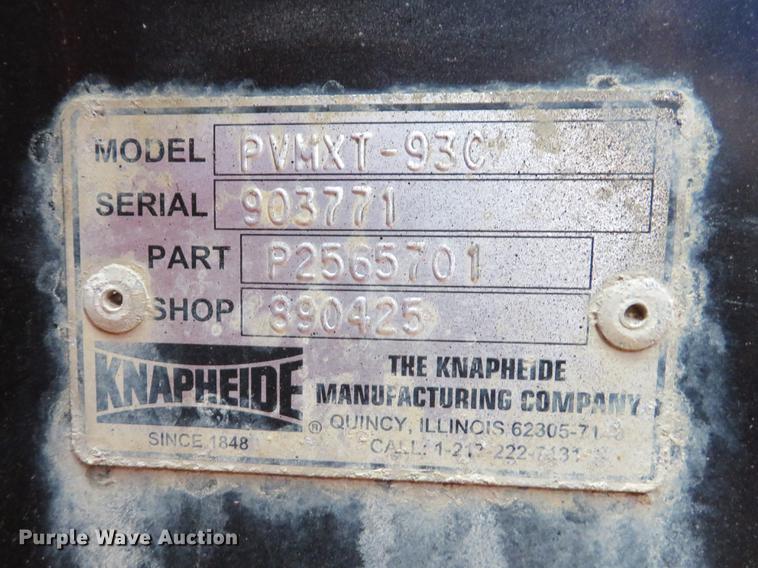 MODEL PVMXT-93C
SERIAL 903771
PART P2565701
SHOP 890425
KNAPHEIDE
®
SINCE 1848
THE KNAPHEIDE
MANUFACTURING COMPANY
QUINCY, ILLINOIS
CALL:
Purple Wave Auction